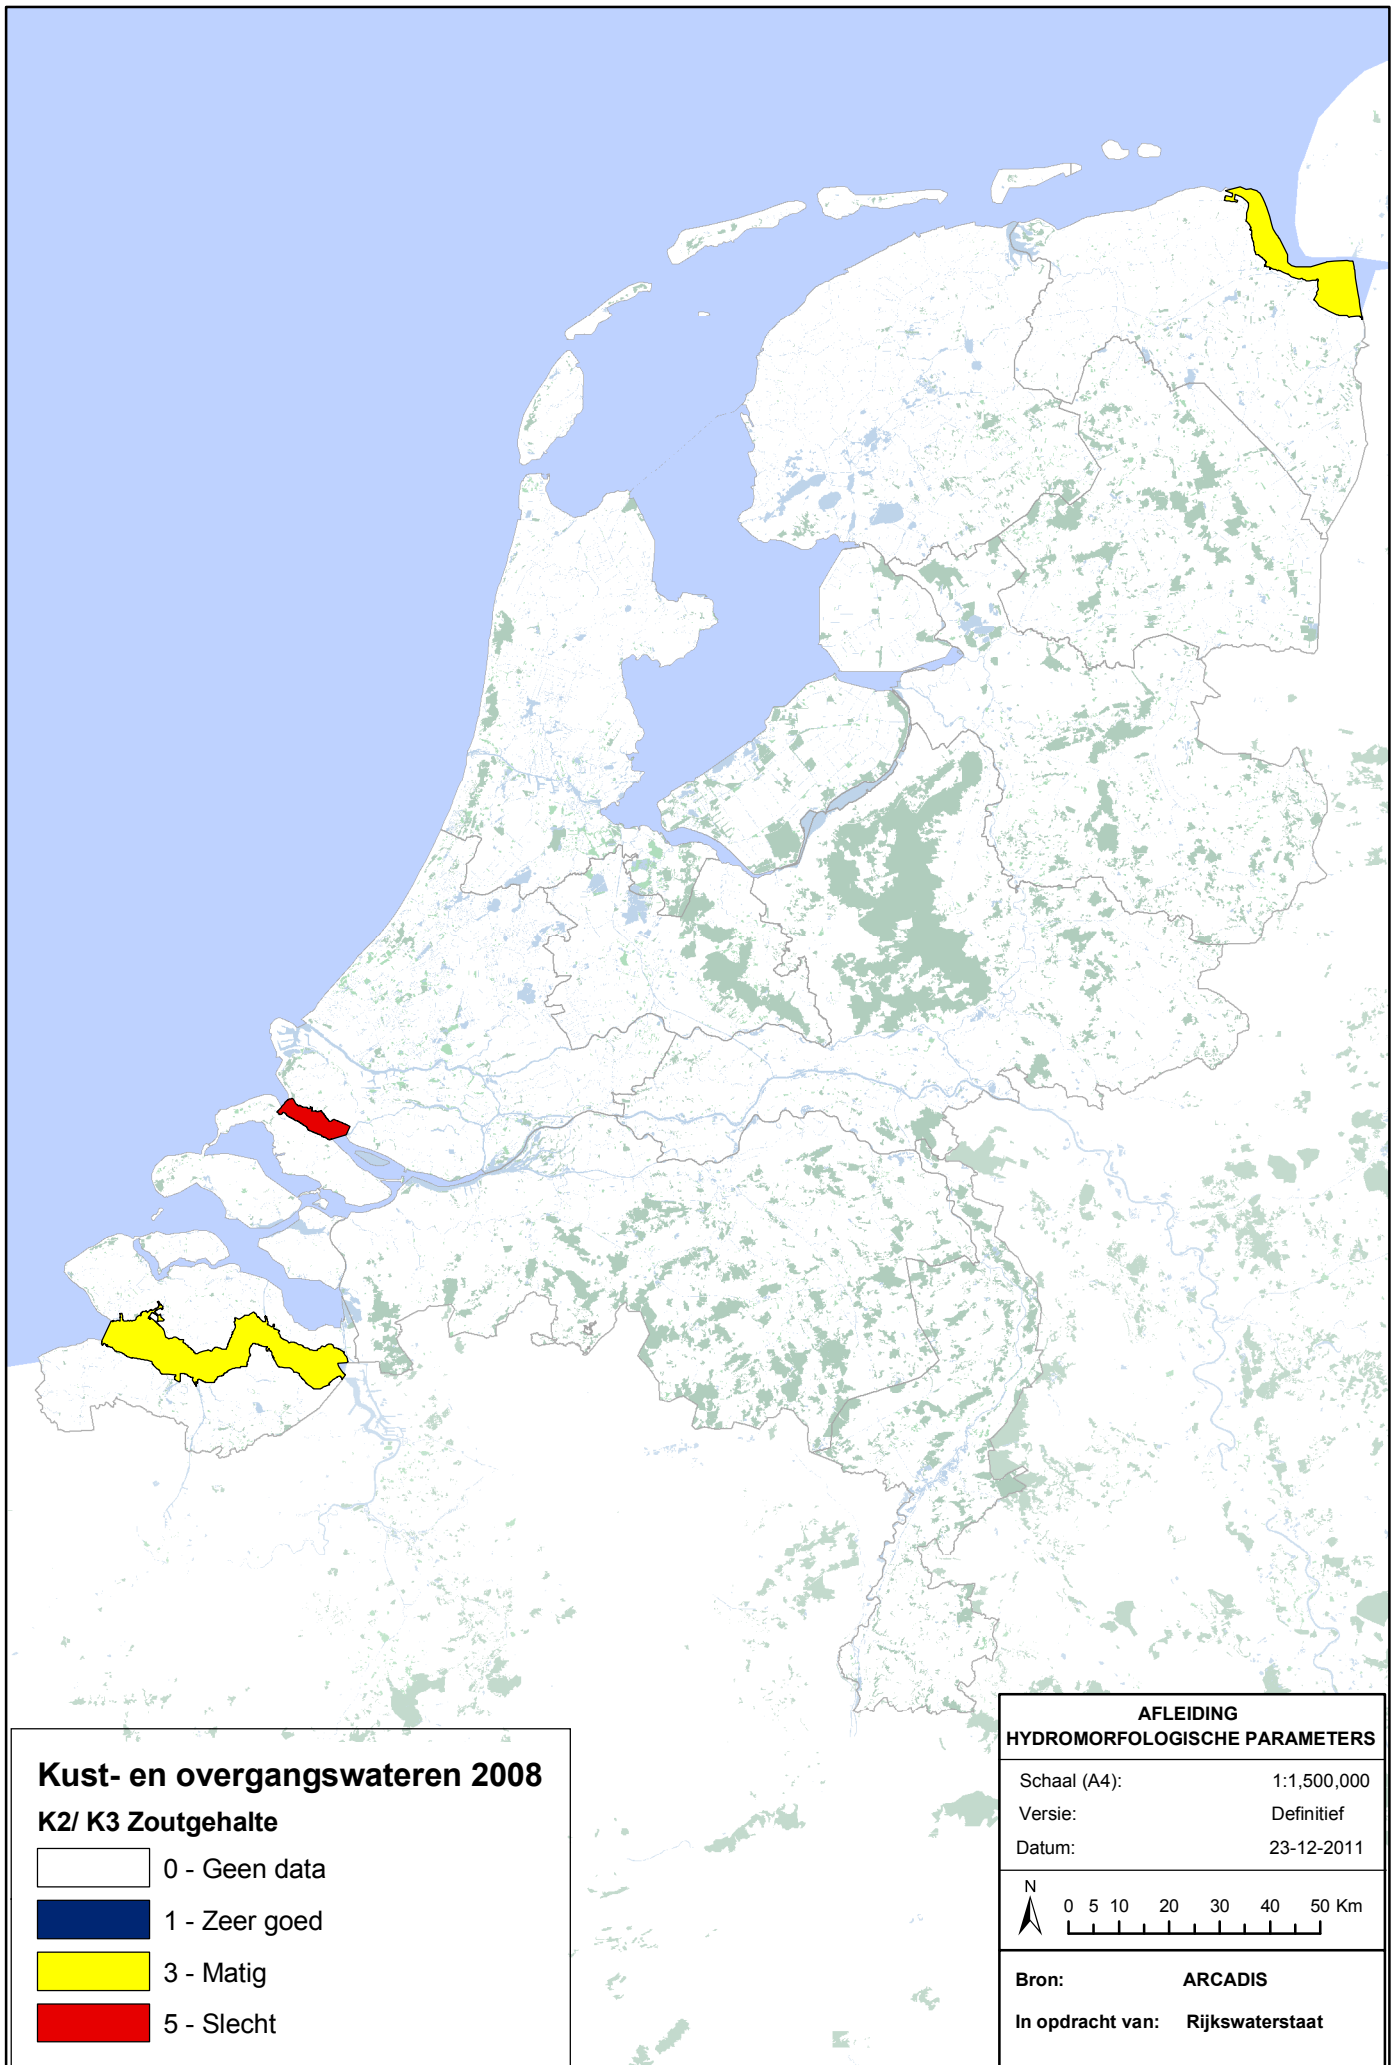 Kust- en overgangswateren 2008
K2/ K3 Zoutgehalte
0 - Geen data
1 - Zeer goed
3 - Matig
5 - Slecht
AFLEIDING
HYDROMORFOLOGISCHE PARAMETERS
Schaal (A4): 1:1,500,000
Versie: Definitief
Datum: 23-12-2011
N
0 5 10 20 30 40 50 Km
Bron: ARCADIS
In opdracht van: Rijkswaterstaat